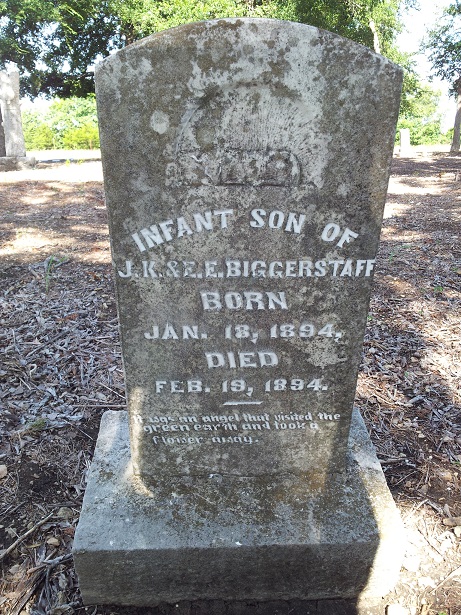 INFANT SON OF
J.K.&E.E.BIGGERSTAFF
BORN
JAN. 18, 1894,
DIED
FEB. 19, 1894.
It was an angel that visited the
green earth and took a
flower away.